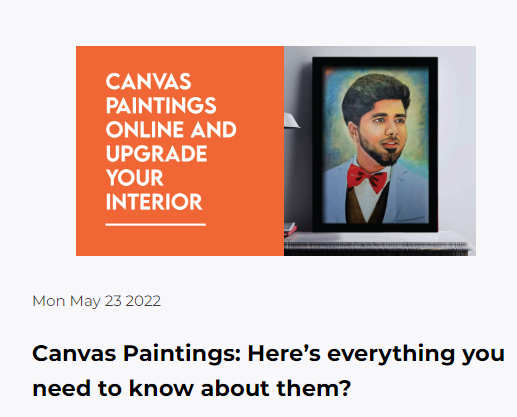 CANVAS
PAINTINGS
ONLINE AND
UPGRADE
YOUR
INTERIOR
Mon May 23 2022
Canvas Paintings: Here’s everything you
need to know about them?